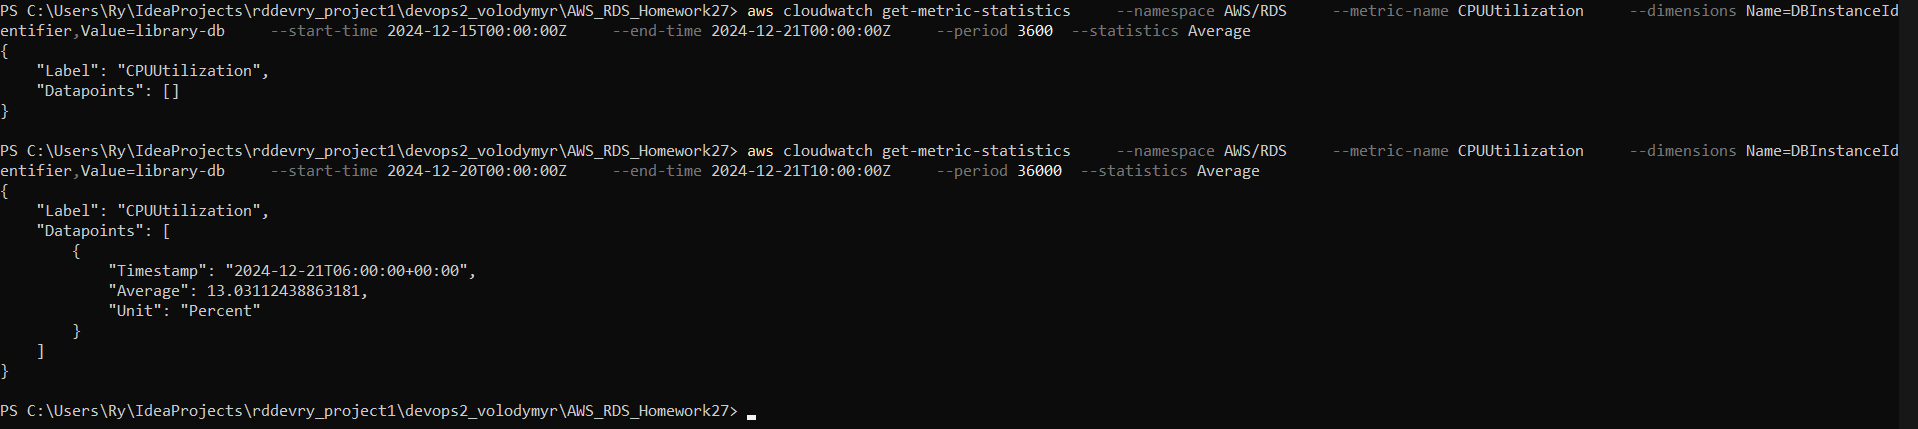 PS C:\Users\Ry\IdeaProjects\rddevry_project1\devops2_volodymyr\AWS_RDS_Homework27> aws cloudwatch get-metric-statistics     --namespace AWS/RDS     --metric-name CPUUtilization     --dimensions Name=DBInstanceId
entifier,Value=library-db     --start-time 2024-12-15T00:00:00Z     --end-time 2024-12-21T00:00:00Z     --period 3600  --statistics Average
{
    "Label": "CPUUtilization",
    "Datapoints": []
}
PS C:\Users\Ry\IdeaProjects\rddevry_project1\devops2_volodymyr\AWS_RDS_Homework27> aws cloudwatch get-metric-statistics     --namespace AWS/RDS     --metric-name CPUUtilization     --dimensions Name=DBInstanceId
entifier,Value=library-db     --start-time 2024-12-20T00:00:00Z     --end-time 2024-12-21T10:00:00Z     --period 36000  --statistics Average
{
    "Label": "CPUUtilization",
    "Datapoints": [
        {
            "Timestamp": "2024-12-21T06:00:00+00:00",
            "Average": 13.03112438863181,
            "Unit": "Percent"
        }
    ]
}
PS C:\Users\Ry\IdeaProjects\rddevry_project1\devops2_volodymyr\AWS_RDS_Homework27>